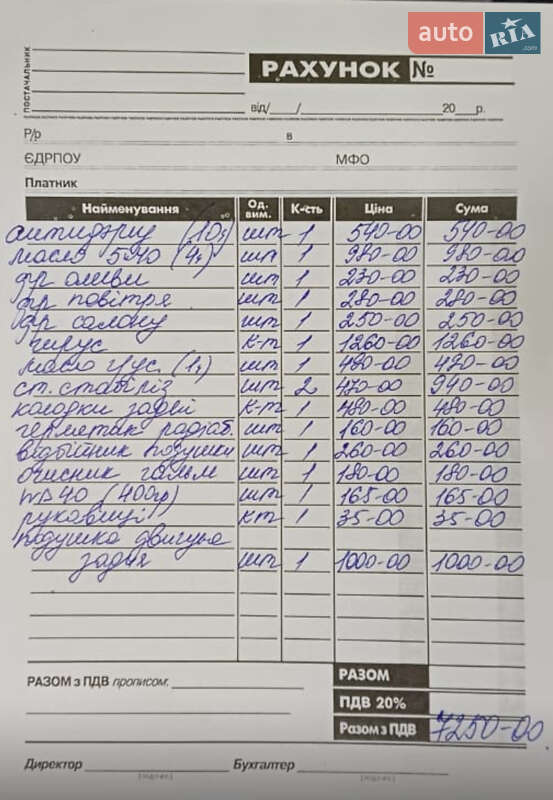 auto RIA.com
ПОСТАЧАЛЬНИК
РАХУНОК №
від/ / 20 р.
Р/р в
ЄДРПОУ МФО
Платник
Найменування Од. вим. К-сть Ціна Сума
антифриз (10л) шт 1 540-00 540-00
масло 5W40 (4л) шт 1 980-00 980-00
фр оливи шт 1 230-00 230-00
фр повітря шт 1 280-00 280-00
фр салону шт 1 250-00 250-00
к-т 1 1260-00 1260-00
масло (1л) шт 1 480-00 480-00
ст. стабіліз шт 2 470-00 940-00
колодки задні к-т 1 480-00 480-00
герметик радіат. шт 1 160-00 160-00
відбійник подушки шт 1 260-00 260-00
очисник гальм шт 1 180-00 180-00
WD 40 (400гр) шт 1 165-00 165-00
рукавиці кт 1 35-00 35-00
подушка двигуна
задня шт 1 1000-00 1000-00
РАЗОМ з ПДВ прописом:
РАЗОМ
ПДВ 20%
Разом з ПДВ 7250-00
Директор Бухгалтер
(підпис) (підпис)